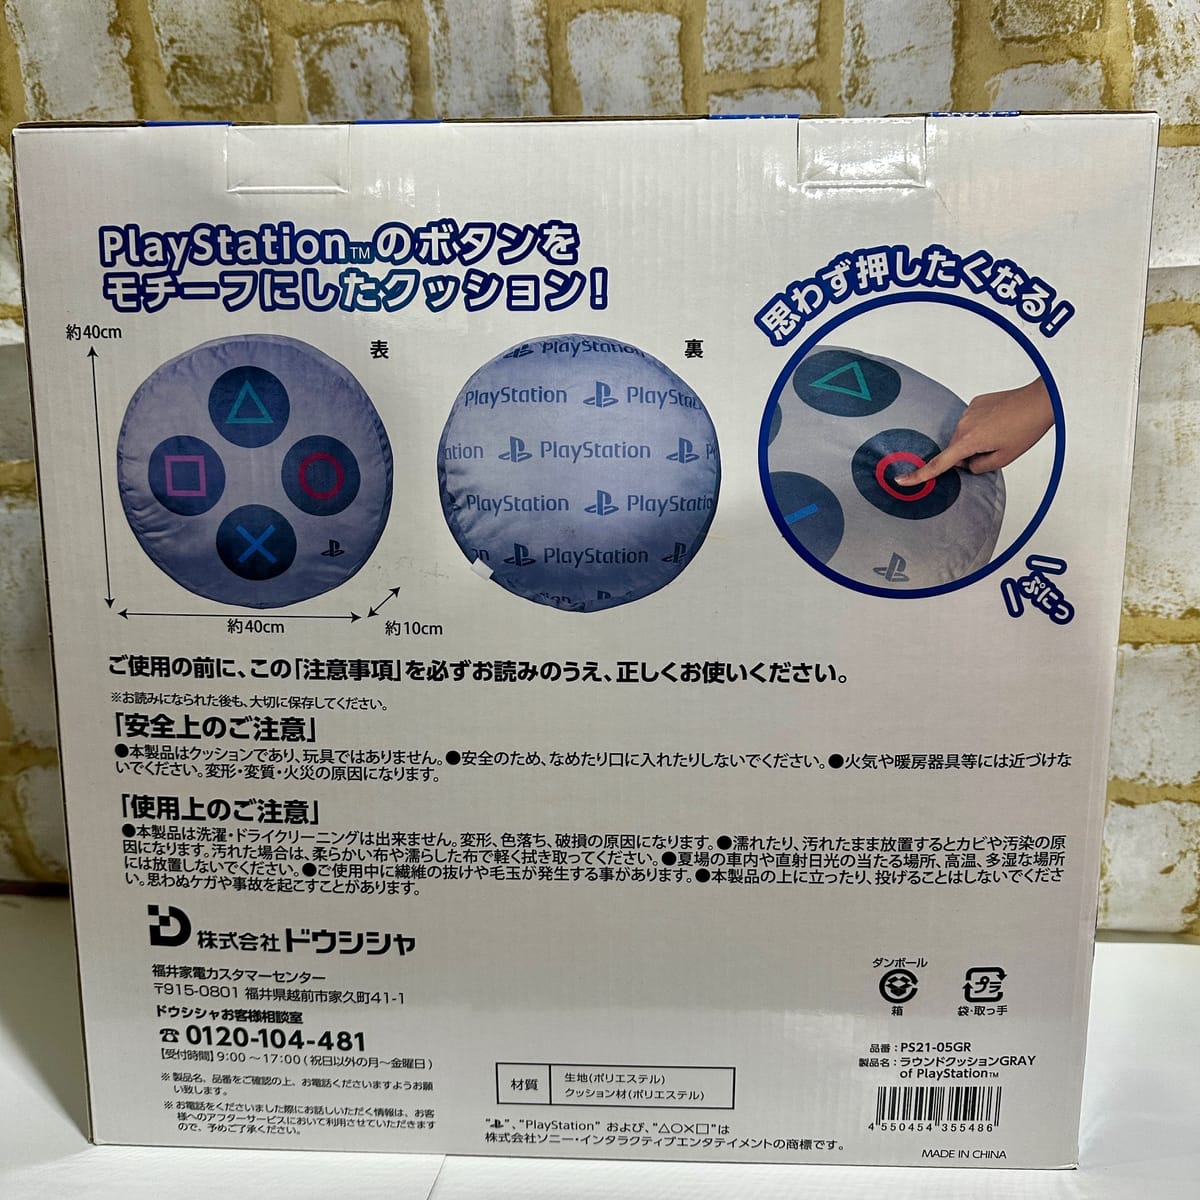 PlayStation™のボタンを
モチーフにしたクッション!
思わず押したくなる!
約40cm
表
裏
PlayStation
PlayStation
PlayStation
PlayStation
PlayStation
PlayStation
約40cm
約10cm
ぷにっ
ご使用の前に、この「注意事項」を必ずお読みのうえ、正しくお使いください。
※お読みになられた後も、大切に保存してください。
「安全上のご注意」
●本製品はクッションであり、玩具ではありません。●安全のため、なめたり口に入れたりしないでください。●火気や暖房器具等には近づけな
いでください。変形・変質・火災の原因になります。
「使用上のご注意」
●本製品は洗濯・ドライクリーニングは出来ません。変形、色落ち、破損の原因になります。●濡れたり、汚れたまま放置するとカビや汚染の原
因になります。汚れた場合は、柔らかい布や濡らした布で軽く拭き取ってください。●夏場の車内や直射日光の当たる場所、高温、多湿な場所
には放置しないでください。●ご使用中に繊維の抜けや毛玉が発生する事があります。●本製品の上に立ったり、投げることはしないでくださ
い。思わぬケガや事故を起こすことがあります。
株式会社ドウシシャ
福井家電カスタマーセンター
〒915-0801 福井県越前市家久町41-1
ドウシシャお客様相談室
☎0120-104-481
【受付時間】9:00～17:00(祝日以外の月～金曜日)
※製品名、品番をご確認の上、お電話くださいますようお願
い致します。
※お電話をくださいました際にお話しいただく情報は、お客
様へのアフターサービスにおいて利用させていただきます
ので、予めご了承ください。
材質
生地(ポリエステル)
クッション材(ポリエステル)
"PlayStation" および、"△○×□"は
株式会社ソニー・インタラクティブエンタテイメントの商標です。
ダンボール
箱
プラ
袋・取っ手
品番：PS21-05GR
製品名：ラウンドクッションGRAY
of PlayStation™
4 550454 355486
MADE IN CHINA